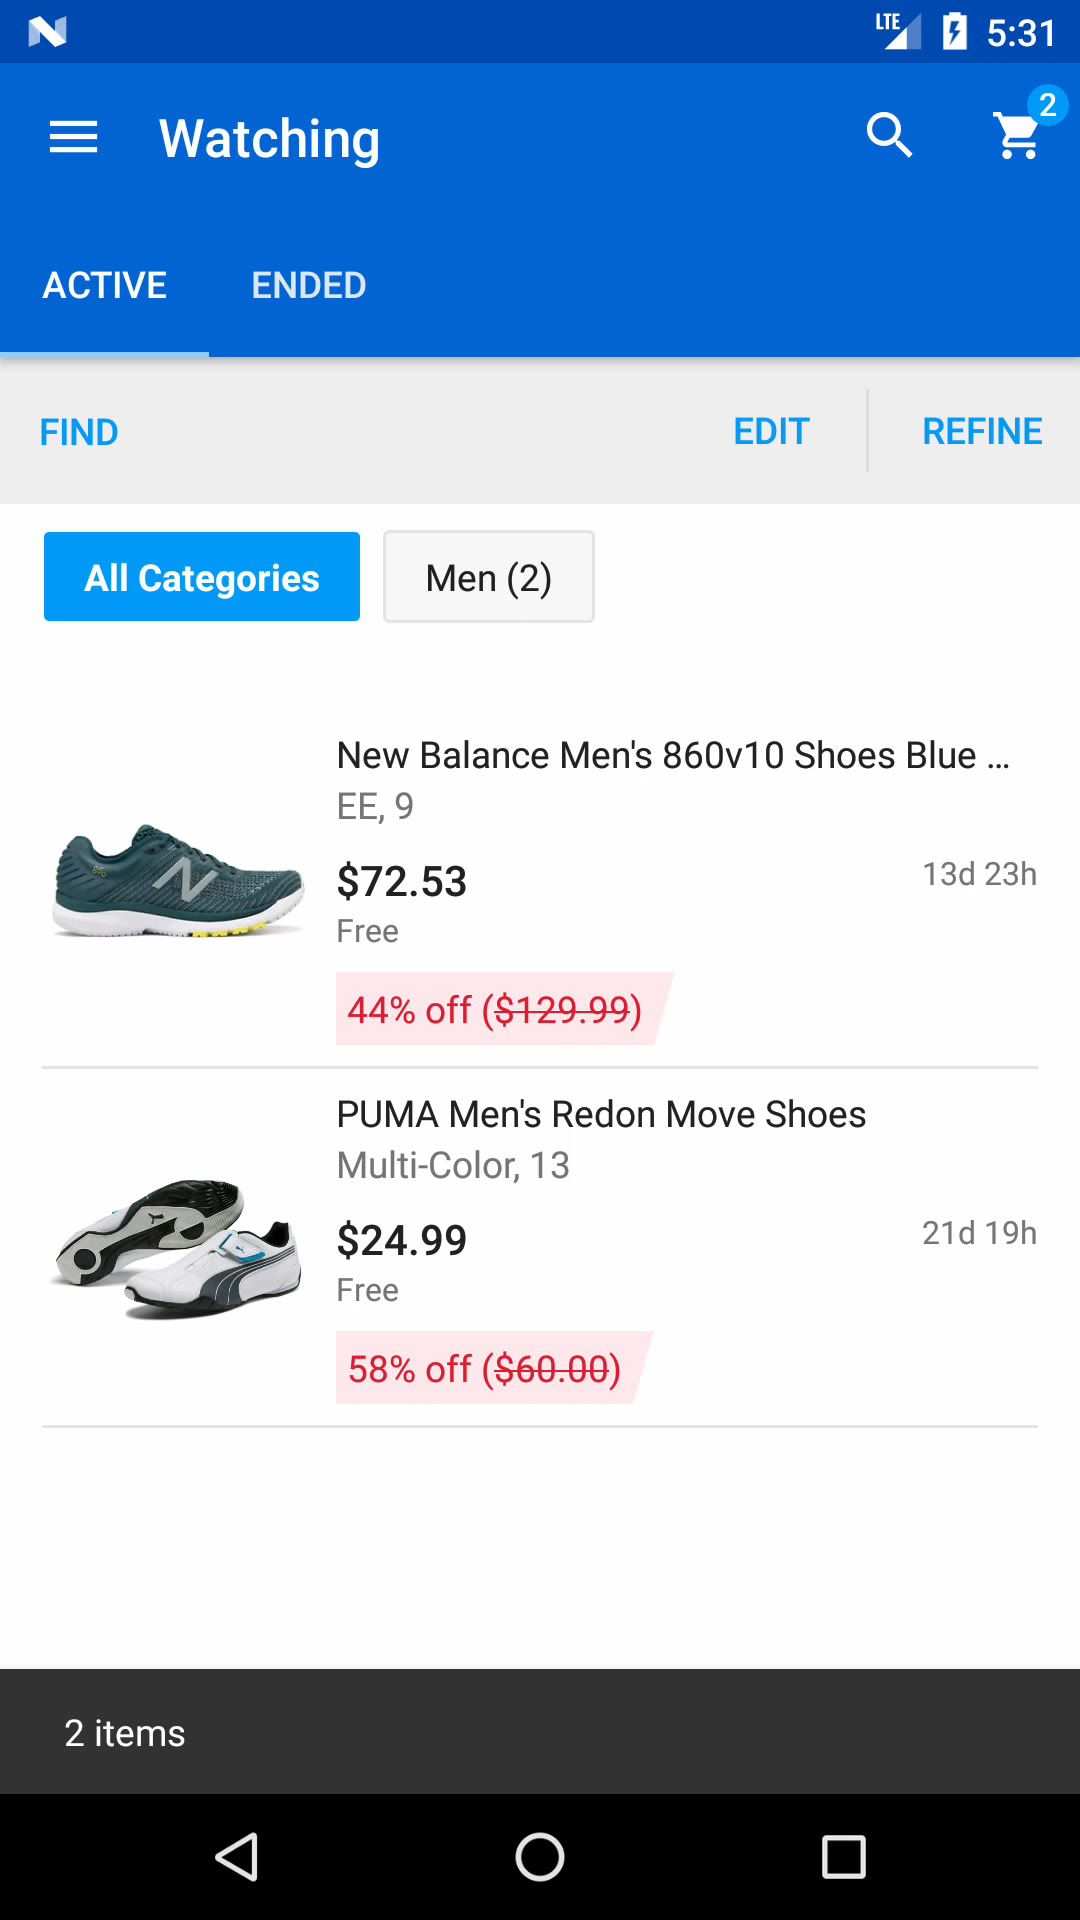 LTE 5:31
Watching 2
ACTIVE ENDED
FIND EDIT REFINE
All Categories Men (2)
New Balance Men's 860v10 Shoes Blue ...
EE, 9
$72.53 13d 23h
Free
44% off ($129.99)
PUMA Men's Redon Move Shoes
Multi-Color, 13
$24.99 21d 19h
Free
58% off ($60.00)
2 items